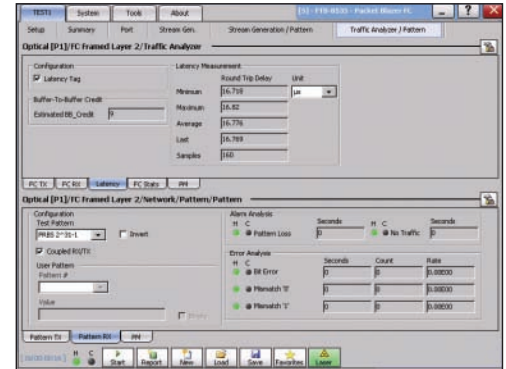 TEST1 System Tools About [S] - FTB-8535 - Packet Blazer FC
Setup Summary Port Stream Gen. Stream Generation / Pattern Traffic Analyzer / Pattern
Optical [P1]/FC Framed Layer 2/Traffic Analyzer
Configuration
Latency Tag
Buffer-To-Buffer Credit
Estimated BB_Credit 9
Latency Measurement
Round Trip Delay Unit
Minimum 16.718 µs
Maximum 16.82
Average 16.776
Last 16.789
Samples 160
FC TX FC RX Latency FC Stats PM
Optical [P1]/FC Framed Layer 2/Network/Pattern/Pattern
Configuration
Test Pattern
PRBS 2^31-1 Invert
Coupled RX/TX
User Pattern
Pattern #
Value
Alarm Analysis
H C Seconds H C Seconds
Pattern Loss 0 No Traffic 0
Error Analysis
H C Seconds Count Rate
Bit Error 0 0 0.00E00
Mismatch '0' 0 0 0.00E00
Mismatch '1' 0 0 0.00E00
Pattern TX Pattern RX PM
H C Start Report New Load Save Favorites Laser